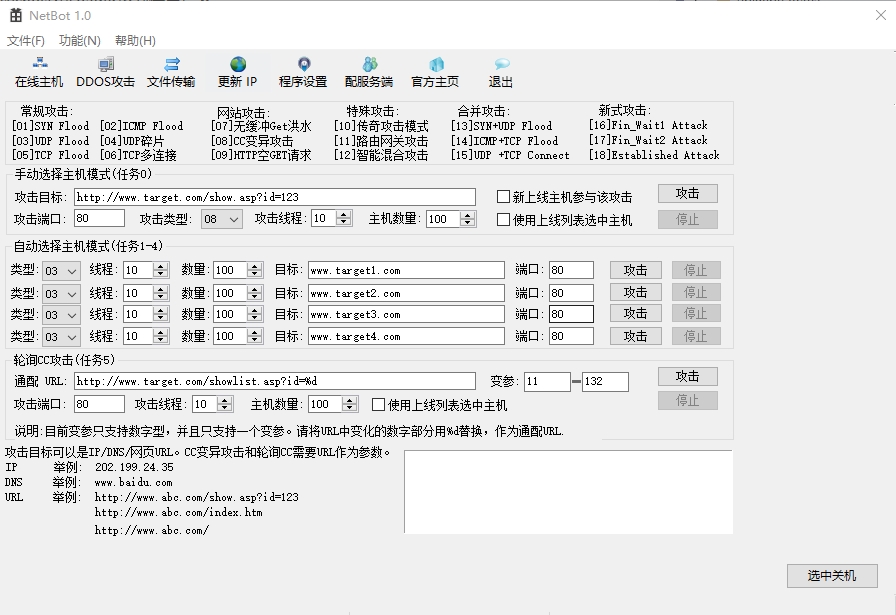 NetBot 1.0
文件(F) 功能(N) 帮助(H)
在线主机 DDOS攻击 文件传输 更新 IP 程序设置 配服务端 官方主页 退出
常规攻击: 网站攻击: 特殊攻击: 合并攻击: 新式攻击:
[01]SYN Flood [02]ICMP Flood [07]无缓冲Get洪水 [10]传奇攻击模式 [13]SYN+UDP Flood [16]Fin_Wait1 Attack
[03]UDP Flood [04]UDP碎片 [08]CC变异攻击 [11]路由网关攻击 [14]ICMP+TCP Flood [17]Fin_Wait2 Attack
[05]TCP Flood [06]TCP多连接 [09]HTTP空GET请求 [12]智能混合攻击 [15]UDP +TCP Connect [18]Established Attack
手动选择主机模式(任务0)
攻击目标: http://www.target.com/show.asp?id=123 新上线主机参与该攻击 攻击
攻击端口: 80 攻击类型: 08 攻击线程: 10 主机数量: 100 使用上线列表选中主机 停止
自动选择主机模式(任务1-4)
类型: 03 线程: 10 数量: 100 目标: www.target1.com 端口: 80 攻击 停止
类型: 03 线程: 10 数量: 100 目标: www.target2.com 端口: 80 攻击 停止
类型: 03 线程: 10 数量: 100 目标: www.target3.com 端口: 80 攻击 停止
类型: 03 线程: 10 数量: 100 目标: www.target4.com 端口: 80 攻击 停止
轮询CC攻击(任务5)
通配 URL: http://www.target.com/showlist.asp?id=%d 变参: 11 132 攻击
攻击端口: 80 攻击线程: 10 主机数量: 100 使用上线列表选中主机 停止
说明:目前变参只支持数字型，并且只支持一个变参。请将URL中变化的数字部分用%d替换，作为通配URL.
攻击目标可以是IP/DNS/网页URL。CC变异攻击和轮询CC需要URL作为参数。
IP 举例: 202.199.24.35
DNS 举例: www.baidu.com
URL 举例: http://www.abc.com/show.asp?id=123
http://www.abc.com/index.htm
http://www.abc.com/
选中关机